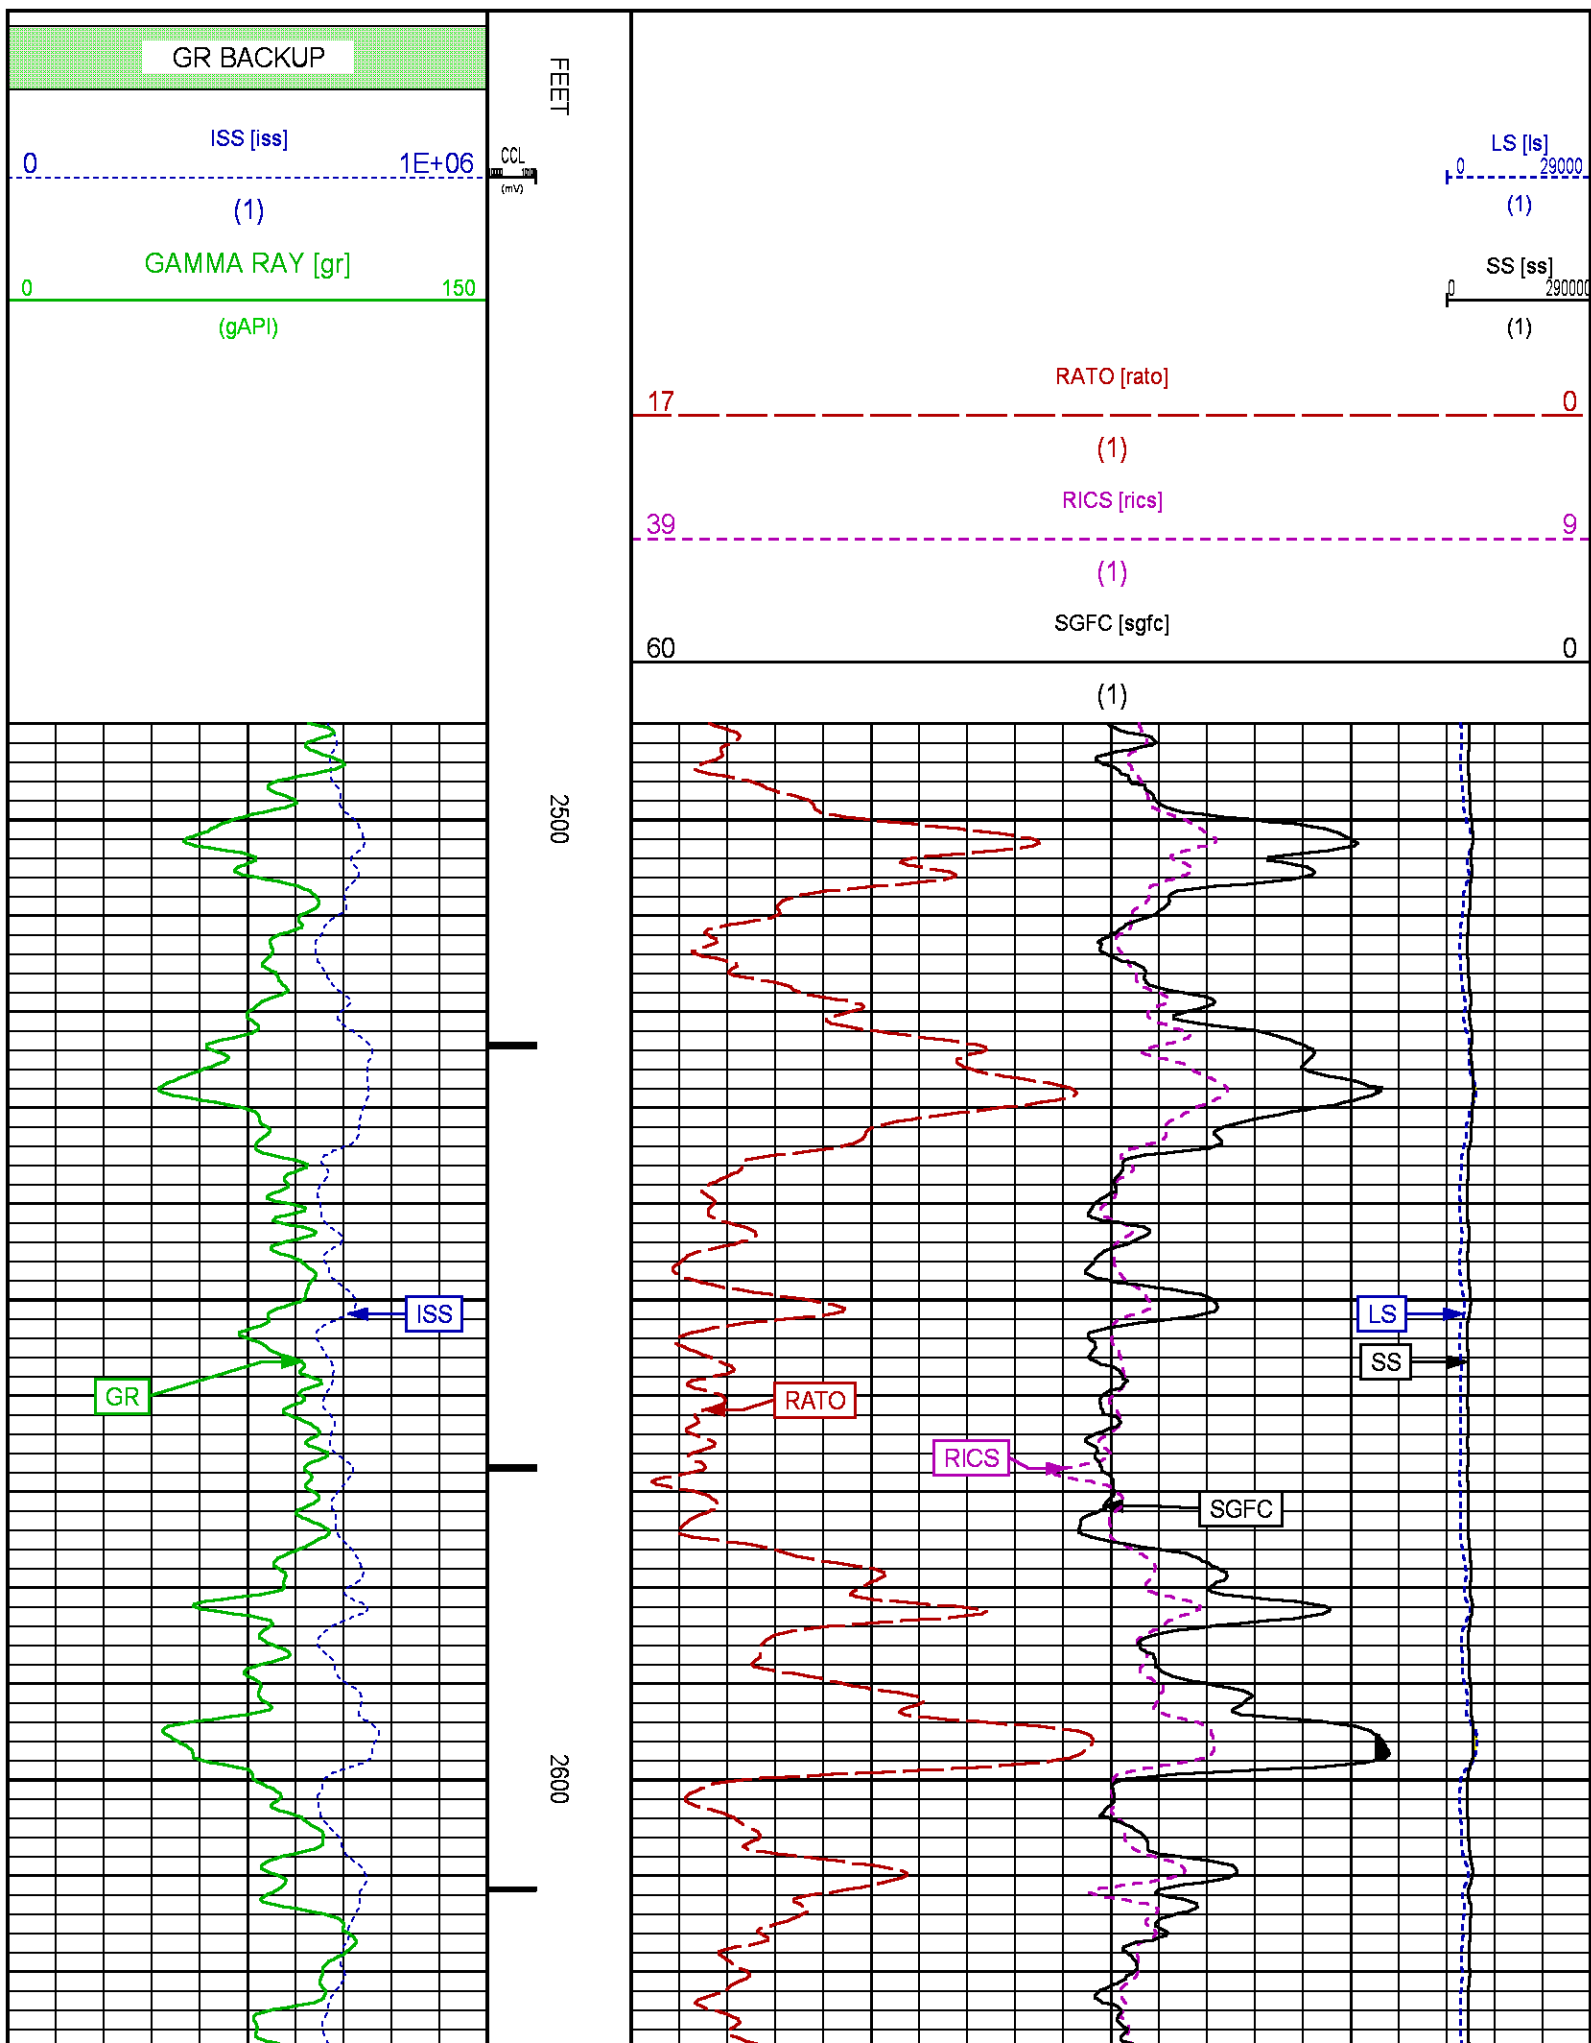 GR BACKUP
ISS [iss]
0 1E+06
(1)
GAMMA RAY [gr]
0 150
(gAPI)
FEET
CCL
(mV)
LS [ls]
0 29000
(1)
SS [ss]
0 290000
(1)
RATO [rato]
17 0
(1)
RICS [rics]
39 9
(1)
SGFC [sgfc]
60 0
(1)
2500
ISS
LS
SS
GR
RATO
RICS
SGFC
2600